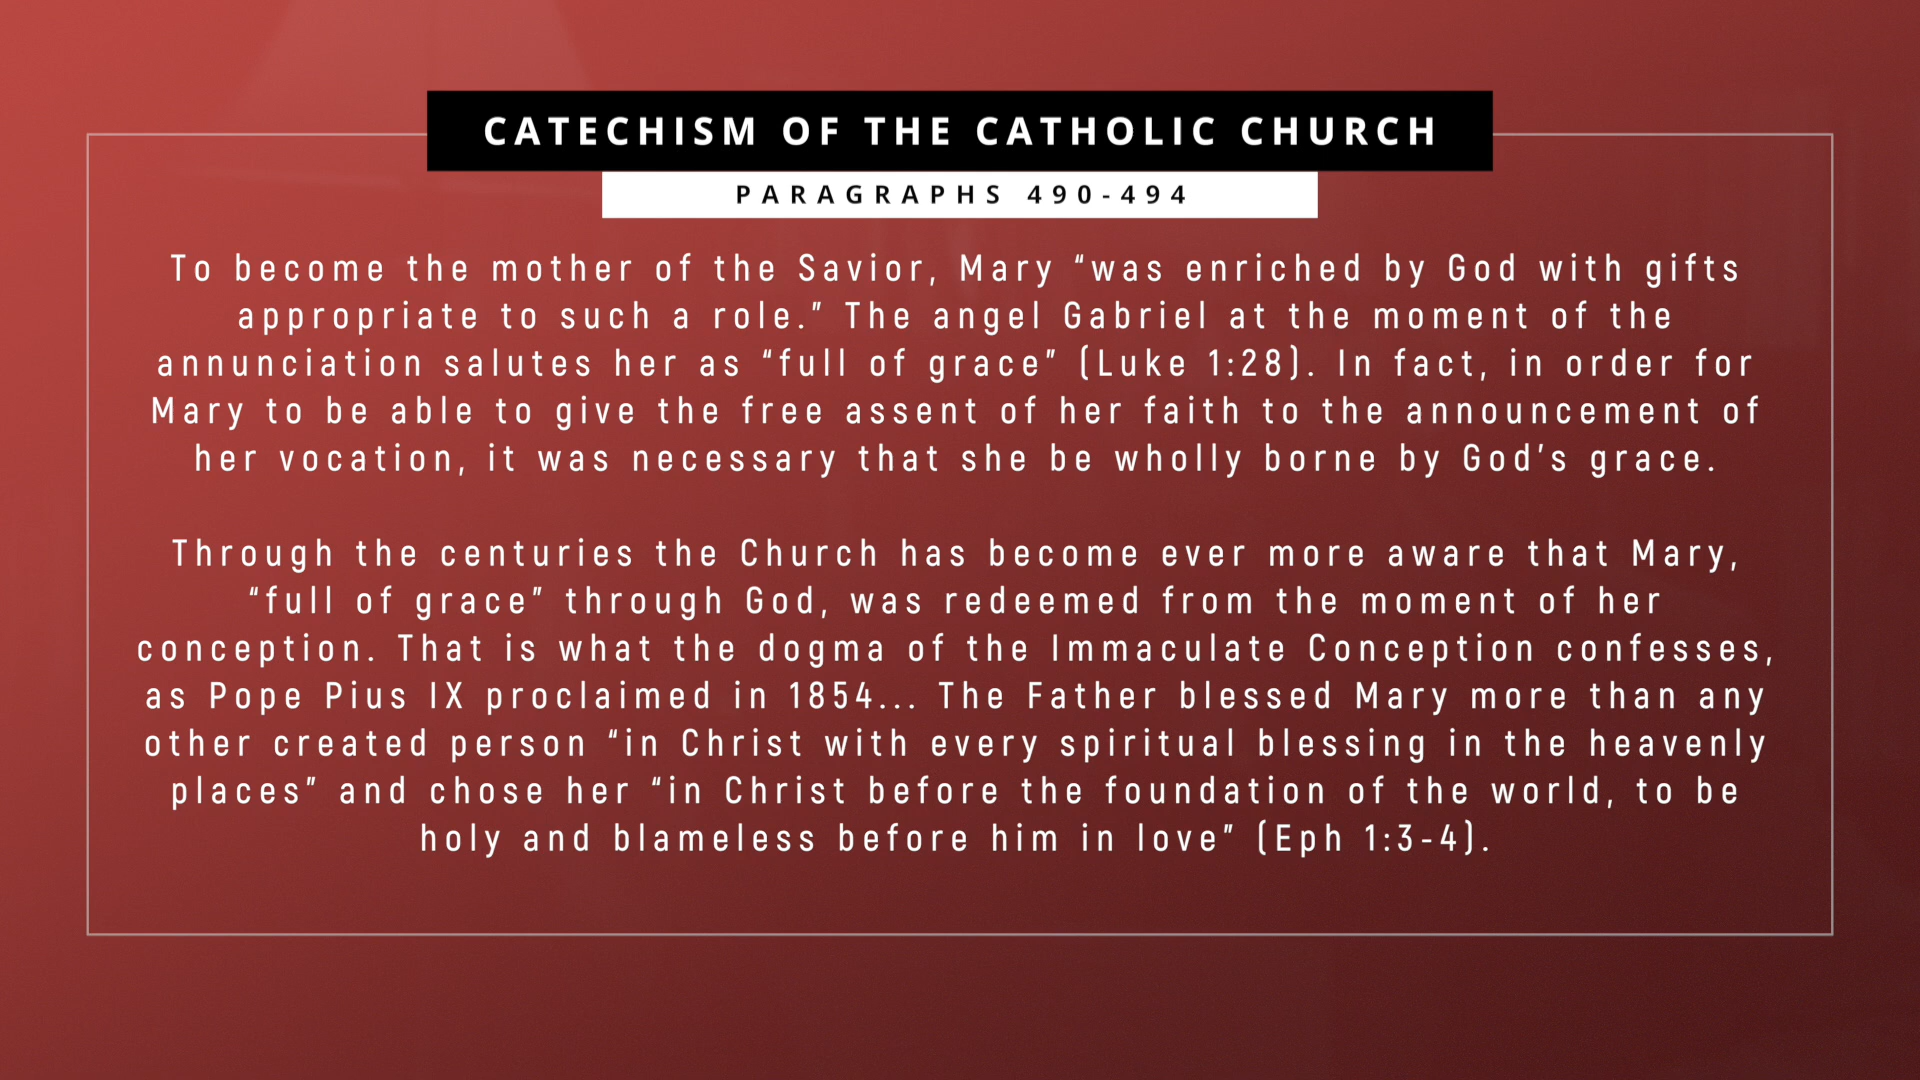 CATECHISM OF THE CATHOLIC CHURCH
PARAGRAPHS 490-494
To become the mother of the Savior, Mary “was enriched by God with gifts
appropriate to such a role.” The angel Gabriel at the moment of the
annunciation salutes her as “full of grace” (Luke 1:28). In fact, in order for
Mary to be able to give the free assent of her faith to the announcement of
her vocation, it was necessary that she be wholly borne by God’s grace.
Through the centuries the Church has become ever more aware that Mary,
“full of grace” through God, was redeemed from the moment of her
conception. That is what the dogma of the Immaculate Conception confesses,
as Pope Pius IX proclaimed in 1854... The Father blessed Mary more than any
other created person “in Christ with every spiritual blessing in the heavenly
places” and chose her “in Christ before the foundation of the world, to be
holy and blameless before him in love” (Eph 1:3-4).